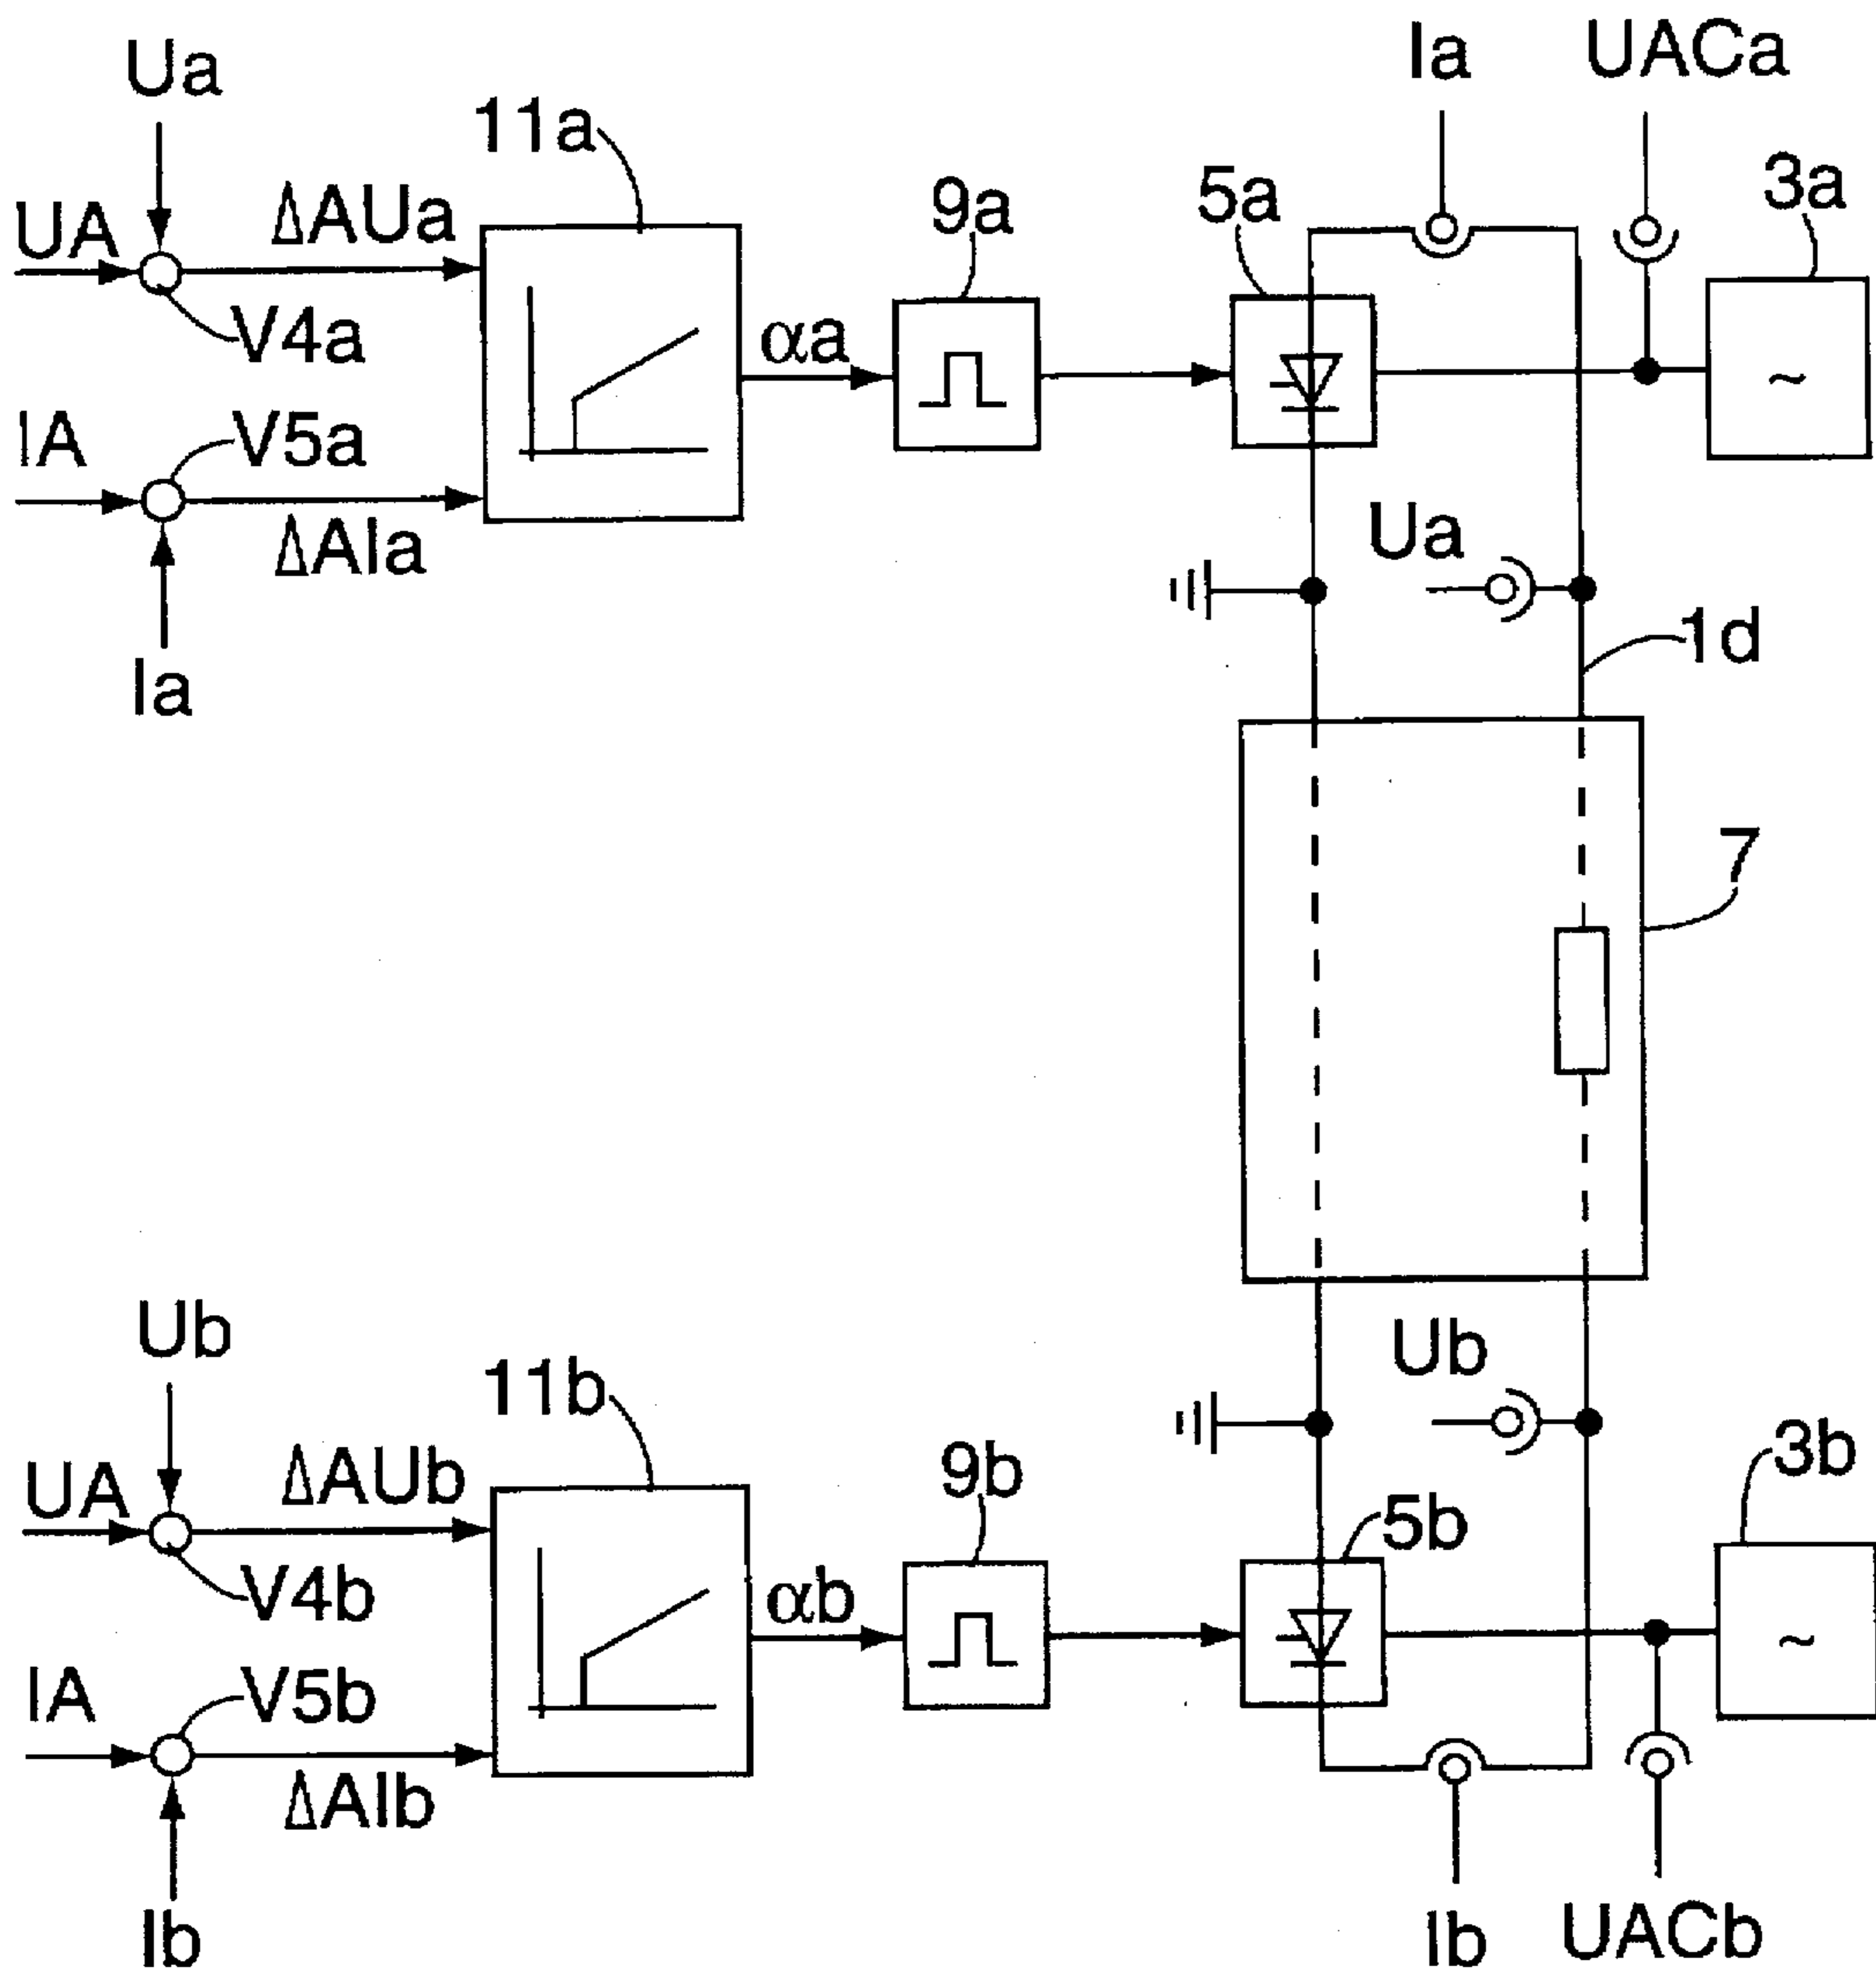 Ua
Ia
UACa
11a
UA
ΔAUa
9a
5a
3a
V4a
αa
~
IA
V5a
ΔAIa
Ua
Ia
1d
7
Ub
Ub
11b
UA
ΔAUb
9b
5b
3b
V4b
αb
~
IA
V5b
ΔAIb
Ib
Ib
UACb